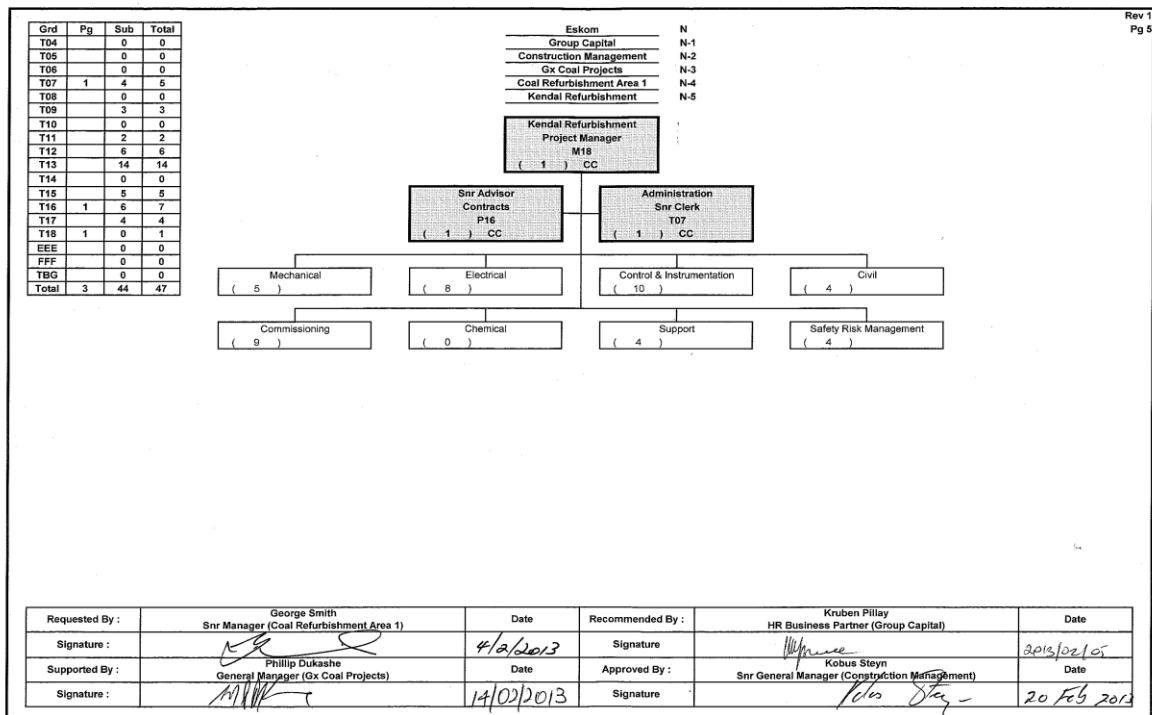 Rev 1
Pg 5
Grd Pg Sub Total
T04 0 0
T05 0 0
T06 0 0
T07 1 4 5
T08 0 0
T09 3 3
T10 0 0
T11 2 2
T12 6 6
T13 14 14
T14 0 0
T15 5 5
T16 1 6 7
T17 4 4
T18 1 0 1
EEE 0 0
FFF 0 0
TBG 0 0
Total 3 44 47
Eskom N
Group Capital N-1
Construction Management N-2
Gx Coal Projects N-3
Coal Refurbishment Area 1 N-4
Kendal Refurbishment N-5
Kendal Refurbishment
Project Manager
M18
( 1 ) CC
Snr Advisor
Contracts
P16
( 1 ) CC
Administration
Snr Clerk
T07
( 1 ) CC
Mechanical
( 5 )
Electrical
( 8 )
Control & Instrumentation
( 10 )
Civil
( 4 )
Commissioning
( 9 )
Chemical
( 0 )
Support
( 4 )
Safety Risk Management
( 4 )
Requested By : George Smith Date Recommended By : Kruben Pillay Date
Snr Manager (Coal Refurbishment Area 1) HR Business Partner (Group Capital)
Signature : 4/2/2013 Signature 2013/02/05
Supported By : Phillip Dukashe Date Approved By : Kobus Steyn Date
General Manager (Gx Coal Projects) Snr General Manager (Construction Management)
Signature : 14/02/2013 Signature 20 Feb 2013